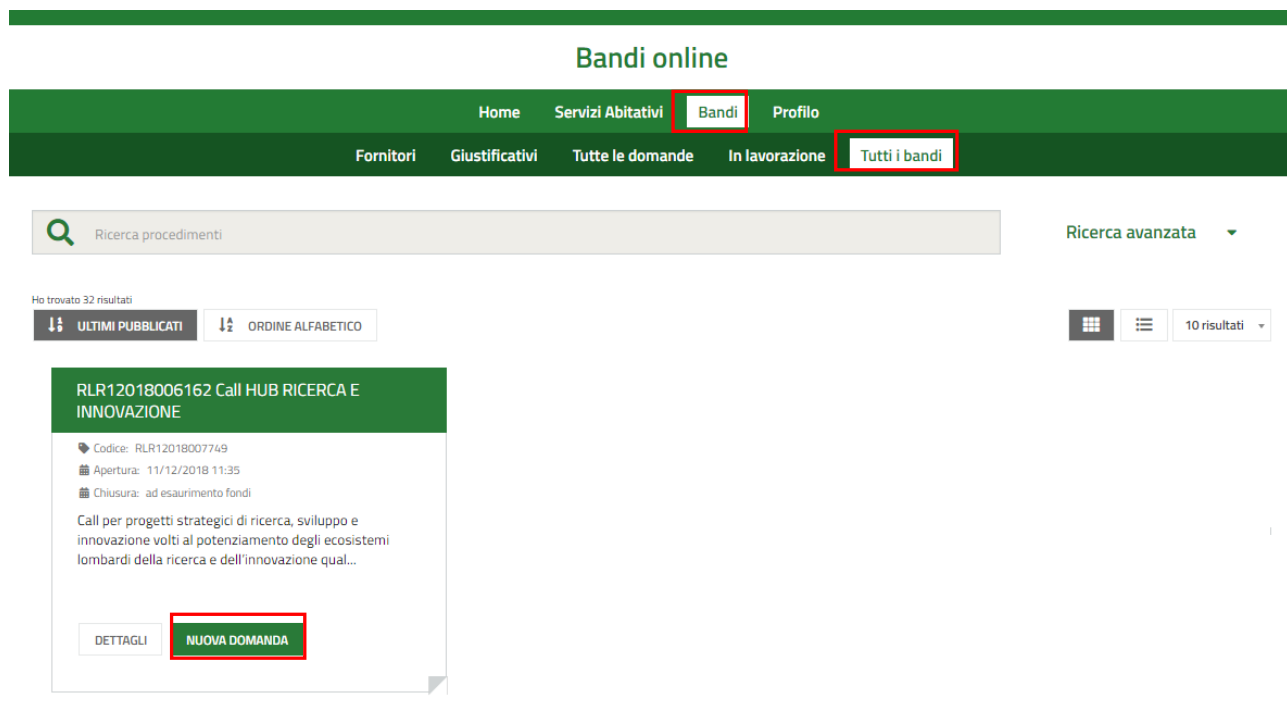 Bandi online
Home Servizi Abitativi Bandi Profilo
Fornitori Giustificativi Tutte le domande In lavorazione Tutti i bandi
Ricerca procedimenti
Ricerca avanzata
Ho trovato 32 risultati
ULTIMI PUBBLICATI ORDINE ALFABETICO 10 risultati
RLR12018006162 Call HUB RICERCA E
INNOVAZIONE
Codice: RLR12018007749
Apertura: 11/12/2018 11:35
Chiusura: ad esaurimento fondi
Call per progetti strategici di ricerca, sviluppo e
innovazione volti al potenziamento degli ecosistemi
lombardi della ricerca e dell'innovazione qual...
DETTAGLI NUOVA DOMANDA